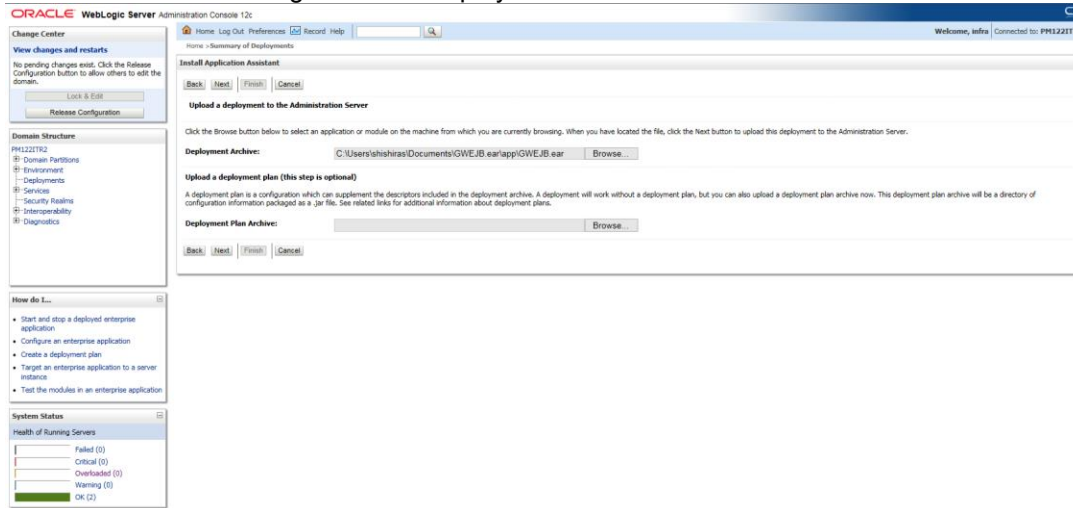 ORACLE WebLogic Server Administration Console 12c
Change Center
View changes and restarts
No pending changes exist. Click the Release
Configuration button to allow others to edit the
domain.
Lock & Edit
Release Configuration
Domain Structure
PM122ITR2
Domain Partitions
Environment
Deployments
Services
Security Realms
Interoperability
Diagnostics
How do I...
Start and stop a deployed enterprise
application
Configure an enterprise application
Create a deployment plan
Target an enterprise application to a server
instance
Test the modules in an enterprise application
System Status
Health of Running Servers
Failed (0)
Critical (0)
Overloaded (0)
Warning (0)
OK (2)
Home Log Out Preferences Record Help
Welcome, infra Connected to: PM122IT
Home >Summary of Deployments
Install Application Assistant
Back Next Finish Cancel
Upload a deployment to the Administration Server
Click the Browse button below to select an application or module on the machine from which you are currently browsing. When you have located the file, click the Next button to upload this deployment to the Administration Server.
Deployment Archive: C:\Users\shishiras\Documents\GWEJB.ear\app\GWEJB.ear Browse...
Upload a deployment plan (this step is optional)
A deployment plan is a configuration which can supplement the descriptors included in the deployment archive. A deployment will work without a deployment plan, but you can also upload a deployment plan archive now. This deployment plan archive will be a directory of
configuration information packaged as a .jar file. See related links for additional information about deployment plans.
Deployment Plan Archive: Browse...
Back Next Finish Cancel